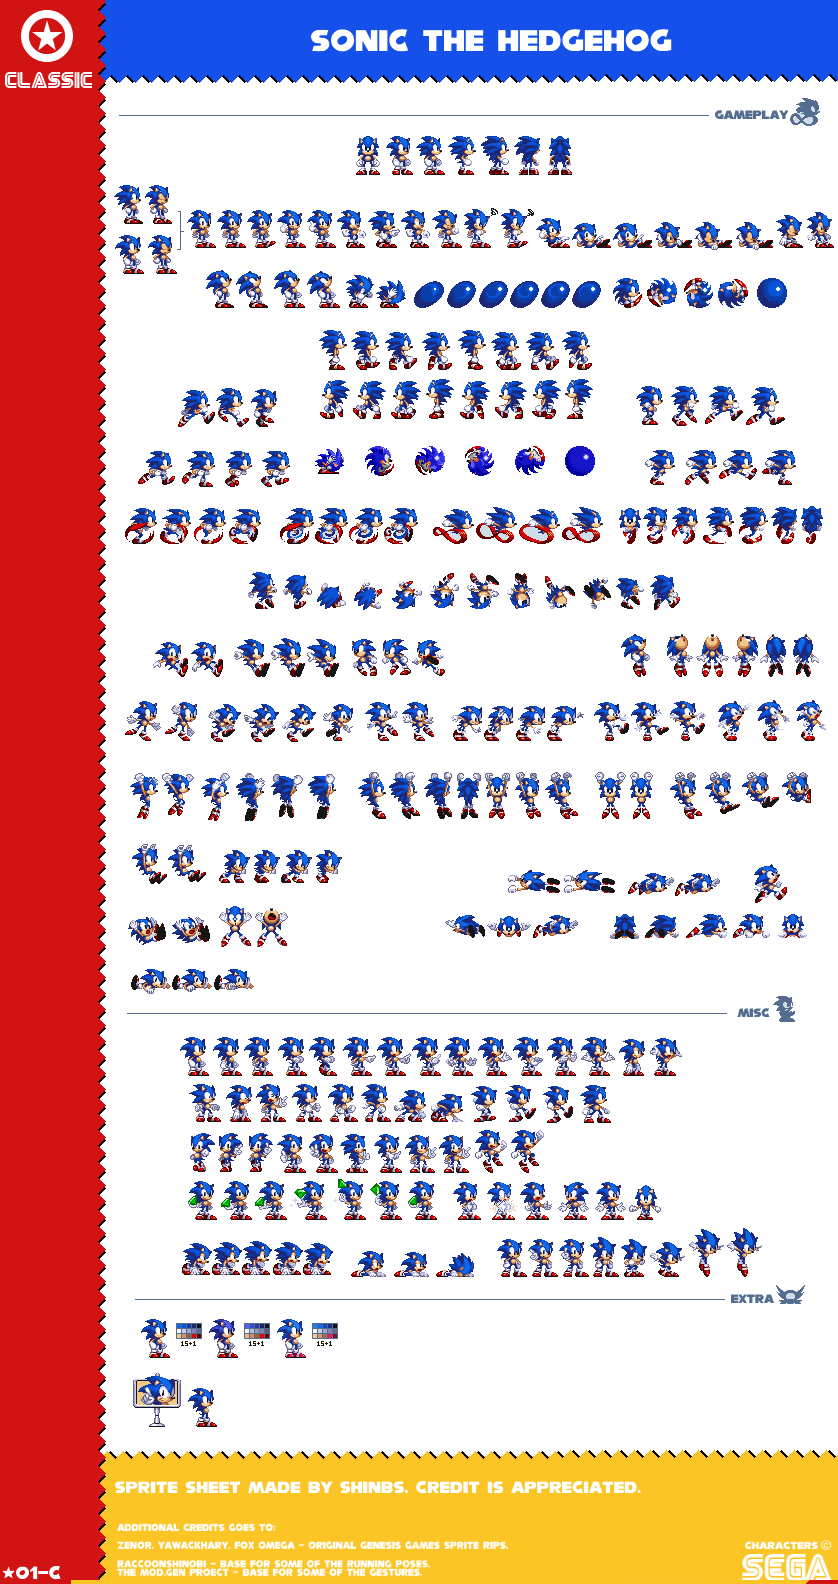 CLASSIC
SONIC THE HEDGEHOG
GAMEPLAY
MISC
EXTRA
15+1
15+1
15+1
SPRITE SHEET MADE BY SHINBS. CREDIT IS APPRECIATED.
ADDITIONAL CREDITS GOES TO:
ZENOR, YAWACKHARY, FOX OMEGA - ORIGINAL GENESIS GAMES SPRITE RIPS.
RACCOONSHINOBI - BASE FOR SOME OF THE RUNNING POSES.
THE MOD.GEN PROECT - BASE FOR SOME OF THE GESTURES.
★01-C
CHARACTERS ©
SEGA